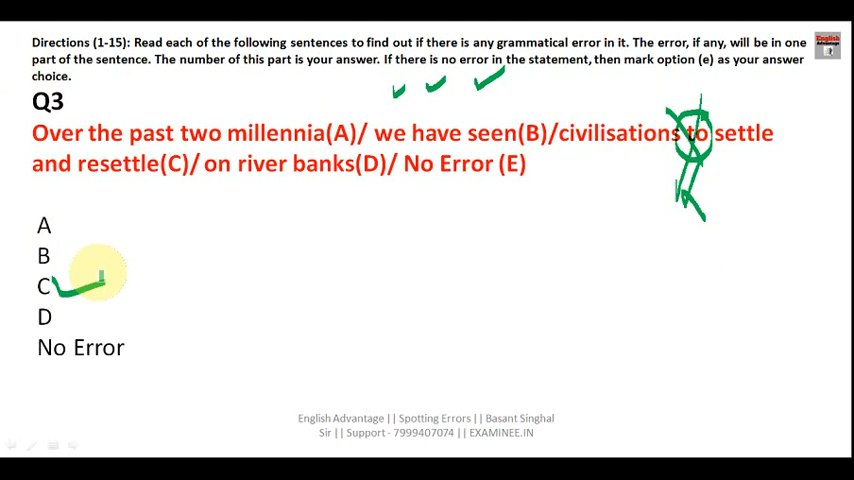 Directions (1-15): Read each of the following sentences to find out if there is any grammatical error in it. The error, if any, will be in one
part of the sentence. The number of this part is your answer. If there is no error in the statement, then mark option (e) as your answer
choice.
English
Advantage
Q3
Over the past two millennia(A)/ we have seen(B)/civilisations to settle
and resettle(C)/ on river banks(D)/ No Error (E)
A
B
C
D
No Error
English Advantage || Spotting Errors || Basant Singhal
Sir || Support - 7999407074 || EXAMINEE.IN